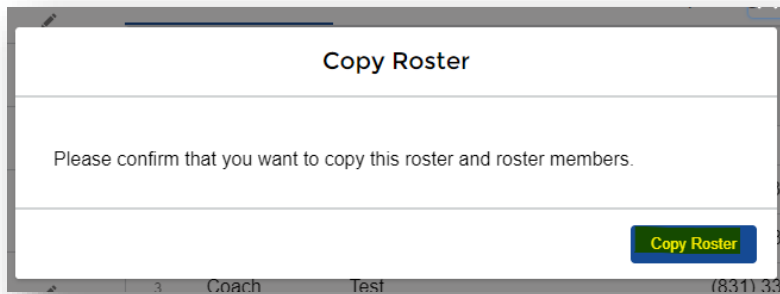 Copy Roster
Please confirm that you want to copy this roster and roster members.
Copy Roster
3 Coach Test (831) 33